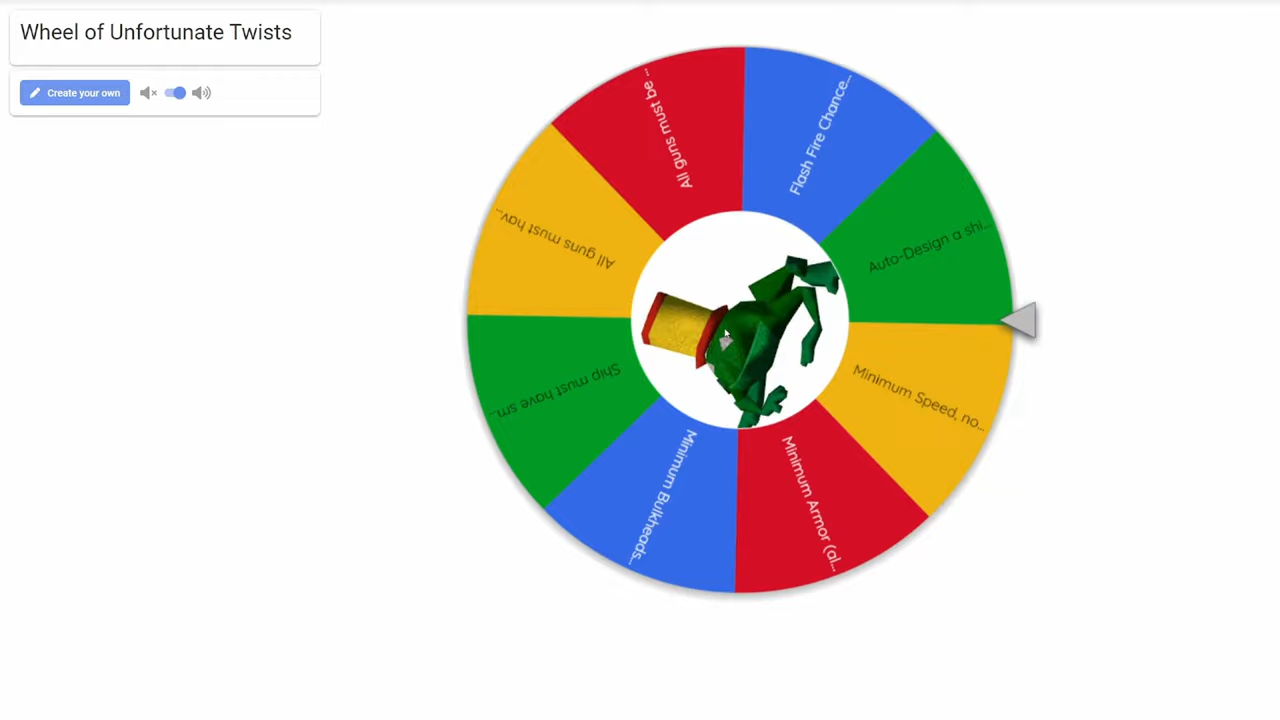 Wheel of Unfortunate Twists
Create your own
All guns must be ...
Flash Fire Chance...
Auto-Design a shi...
Minimum Speed, no...
Minimum Armor (al...
Minimum Bulkheads...
Ship must have sm...
All guns must hav...